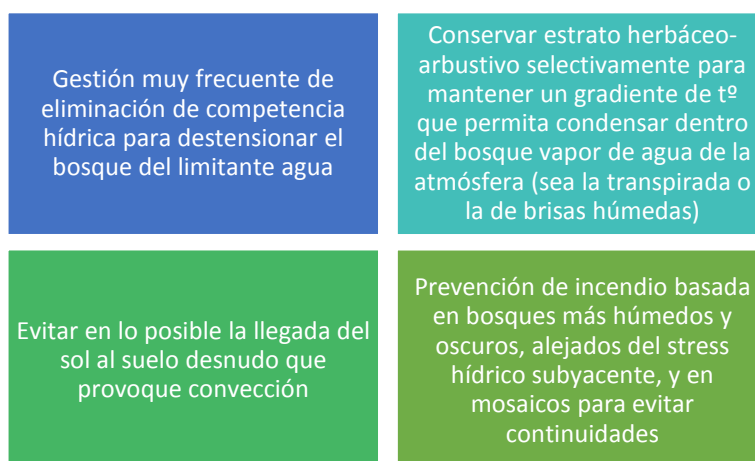 Gestión muy frecuente de
eliminación de competencia
hídrica para destensionar el
bosque del limitante agua
Conservar estrato herbáceo-
arbustivo selectivamente para
mantener un gradiente de tº
que permita condensar dentro
del bosque vapor de agua de la
atmósfera (sea la transpirada o
la de brisas húmedas)
Evitar en lo posible la llegada del
sol al suelo desnudo que
provoque convección
Prevención de incendio basada
en bosques más húmedos y
oscuros, alejados del stress
hídrico subyacente, y en
mosaicos para evitar
continuidades